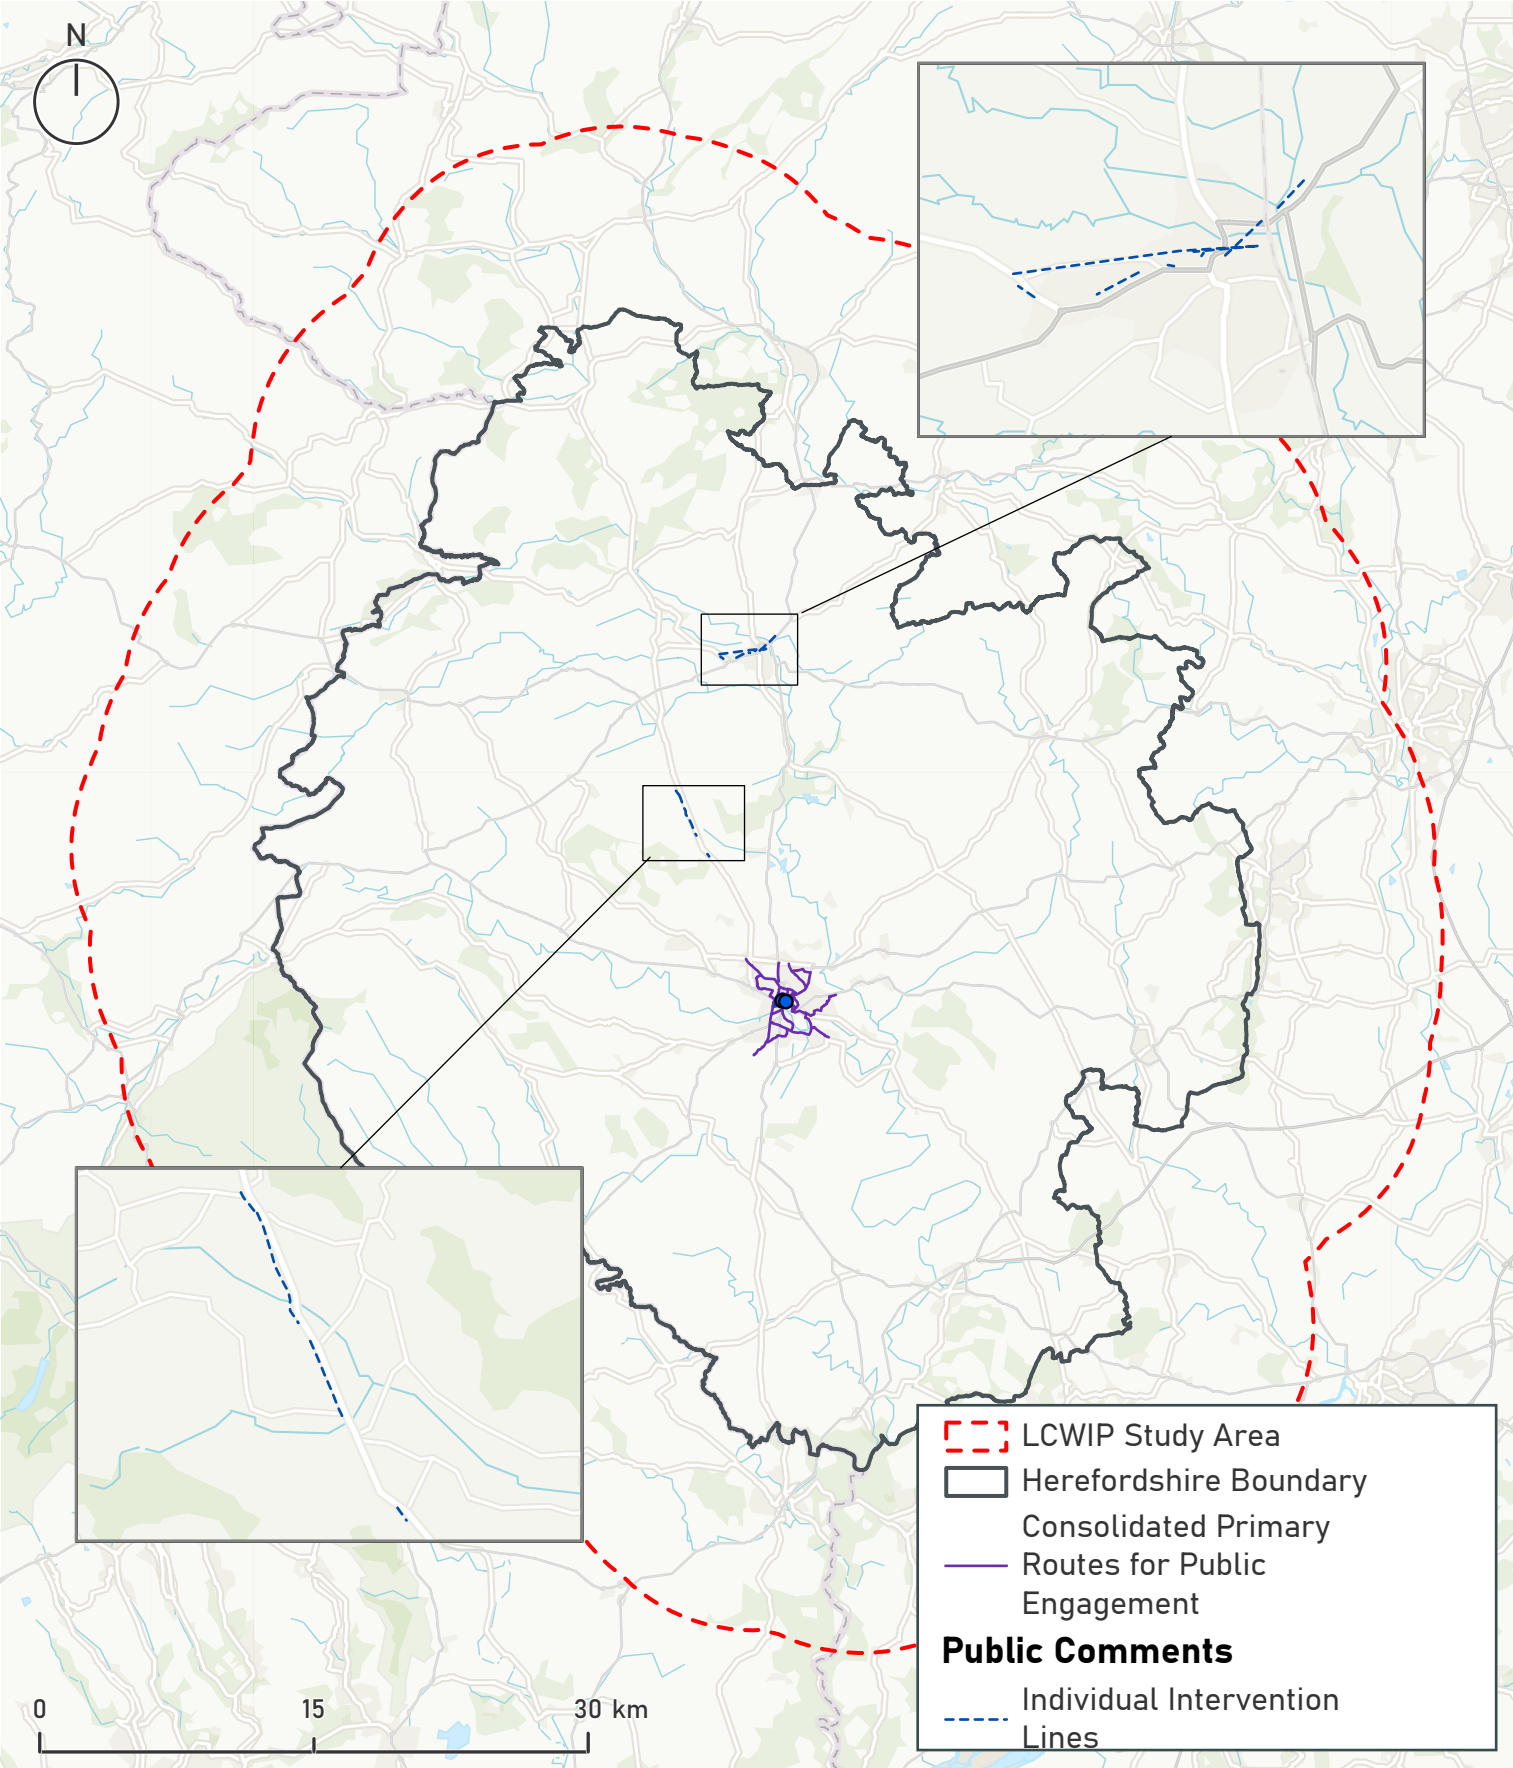 N
LCWIP Study Area
Herefordshire Boundary
Consolidated Primary
Routes for Public
Engagement
Public Comments
Individual Intervention
Lines
0 15 30 km